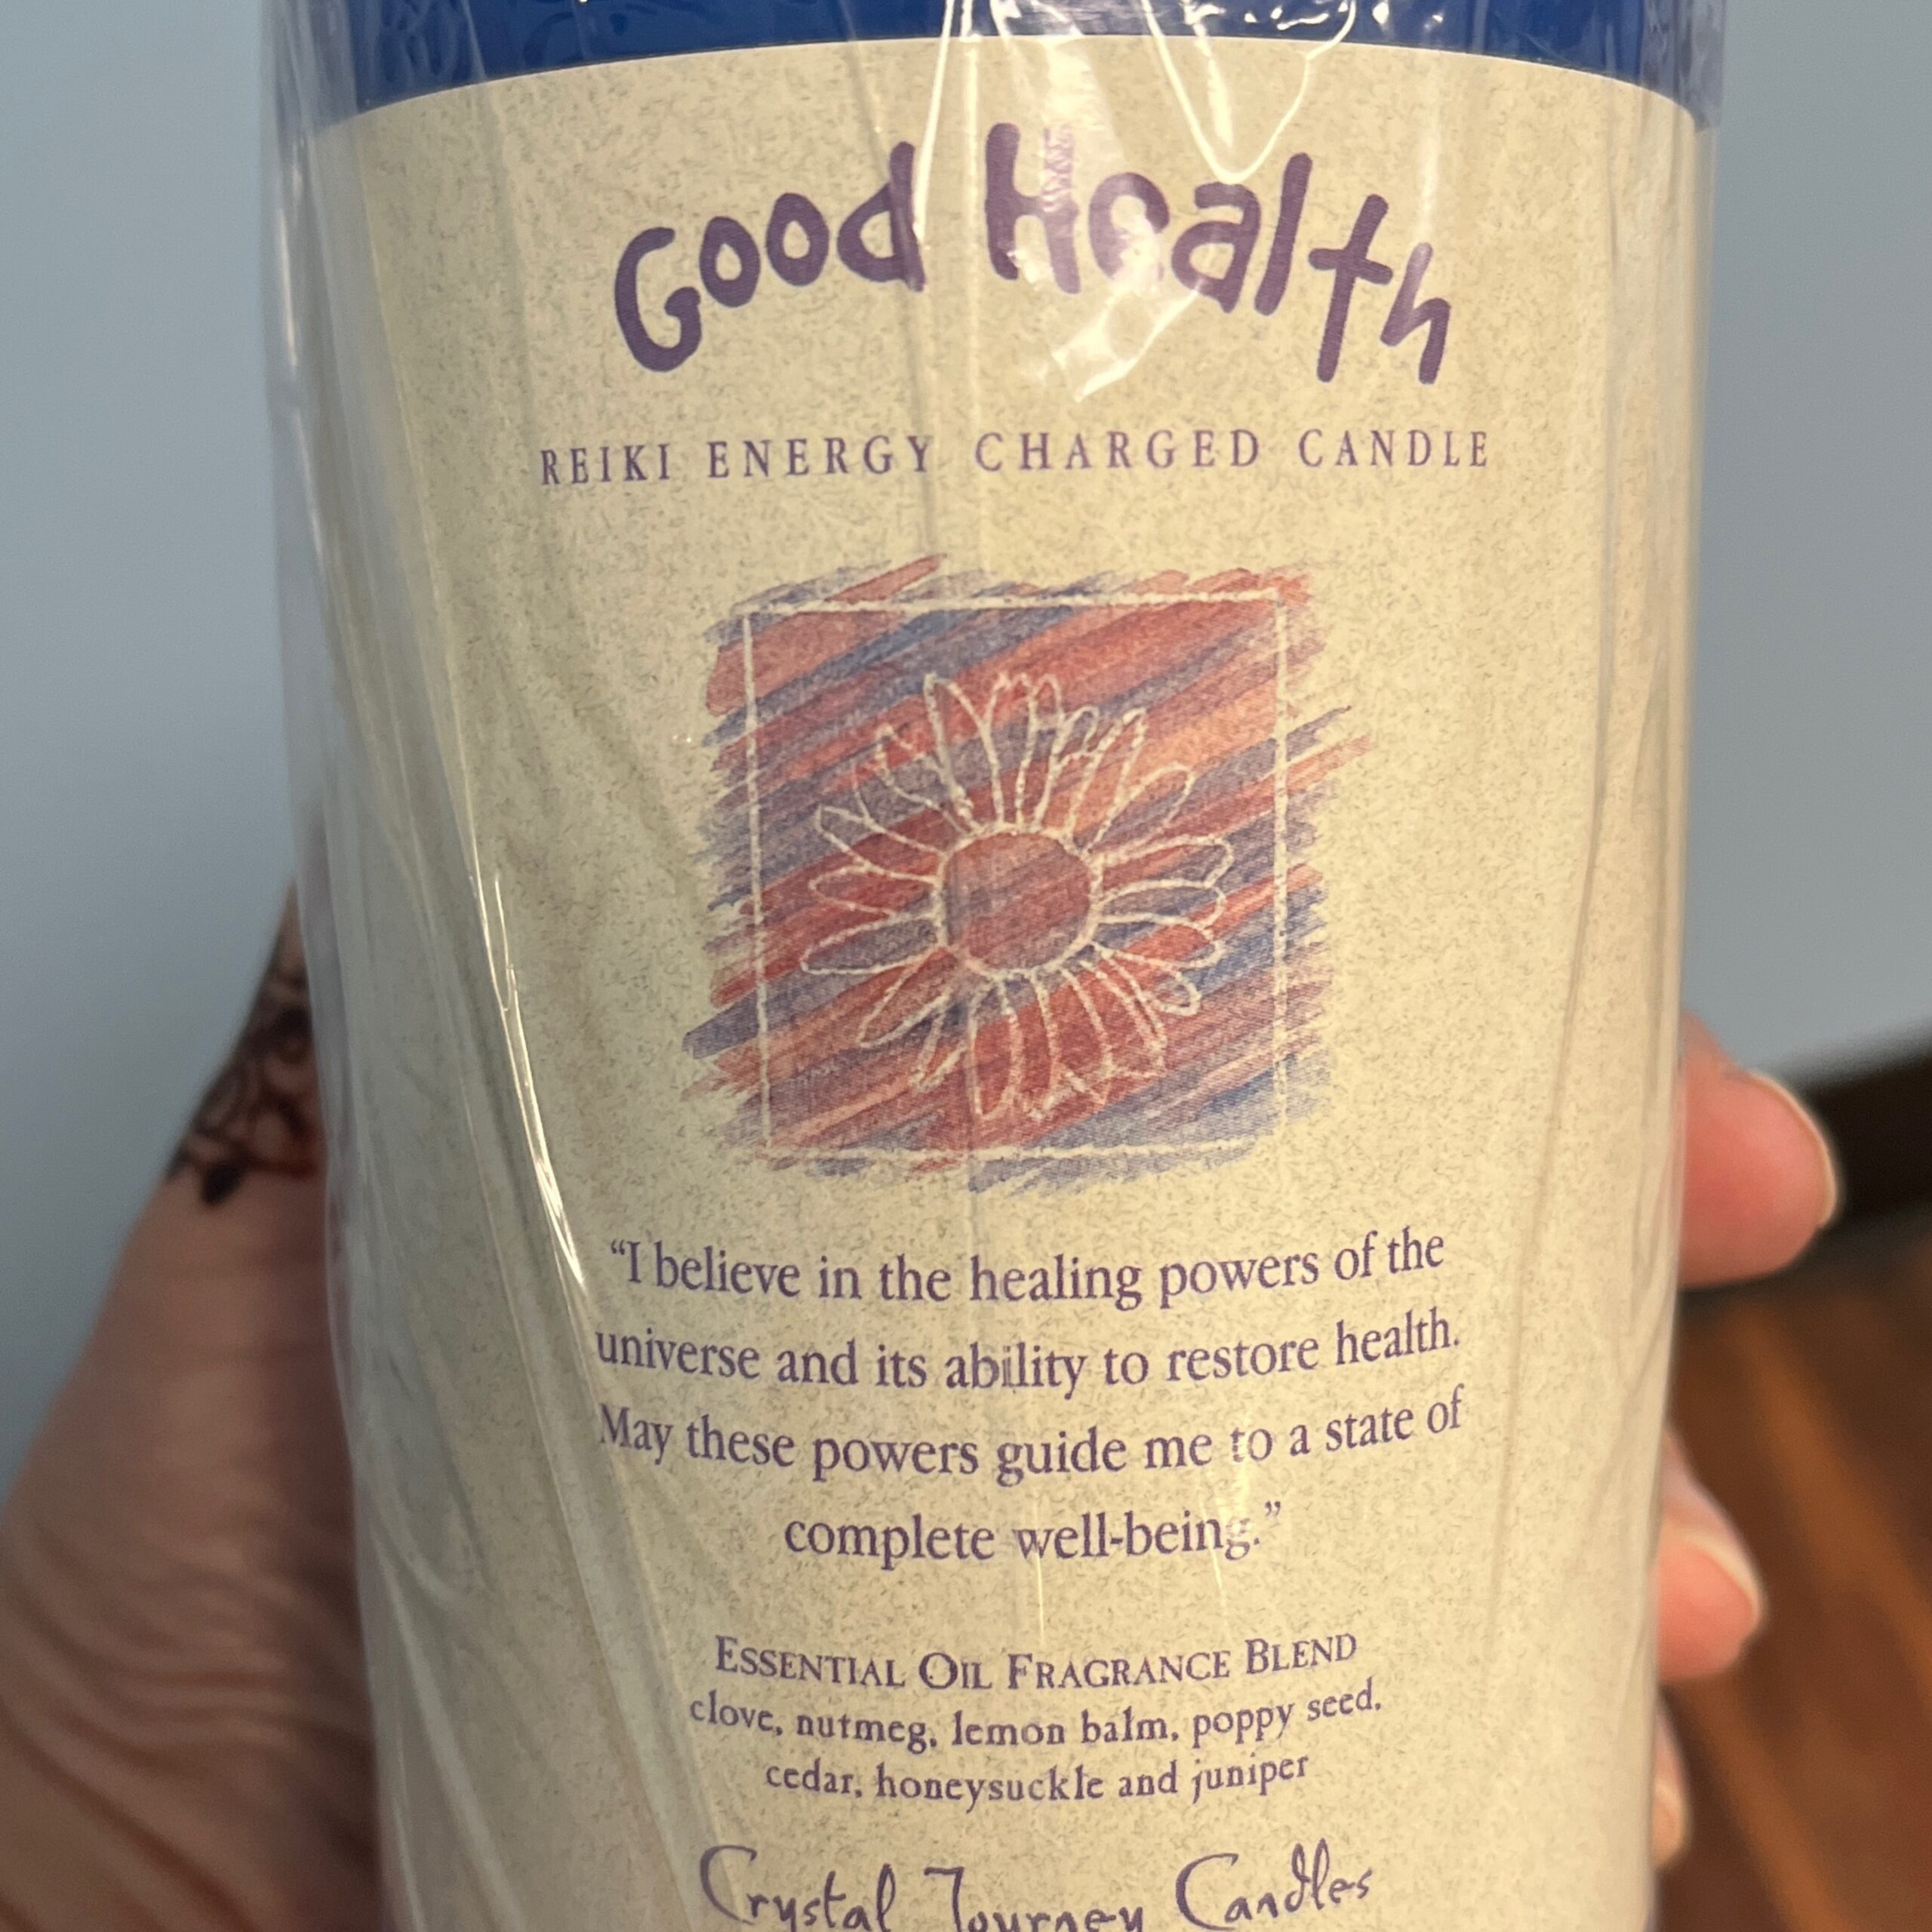 Good Health
REIKI ENERGY CHARGED CANDLE
“I believe in the healing powers of the
universe and its ability to restore health.
May these powers guide me to a state of
complete well-being.”
ESSENTIAL OIL FRAGRANCE BLEND
clove, nutmeg, lemon balm, poppy seed,
cedar, honeysuckle and juniper
Crystal Journey Candles